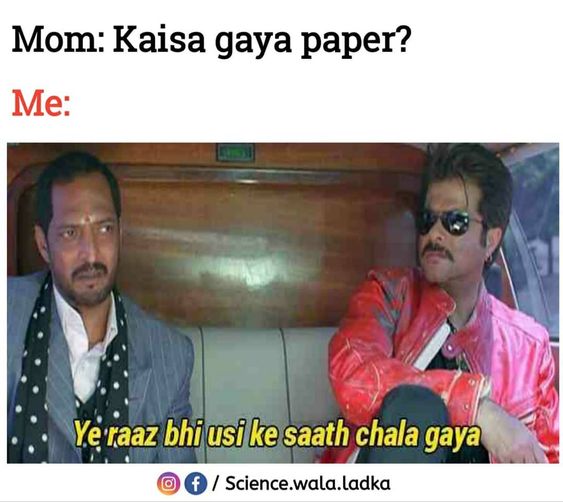 Mom: Kaisa gaya paper?
Me:
Ye raaz bhi usi ke saath chala gaya
/ Science.wala.ladka